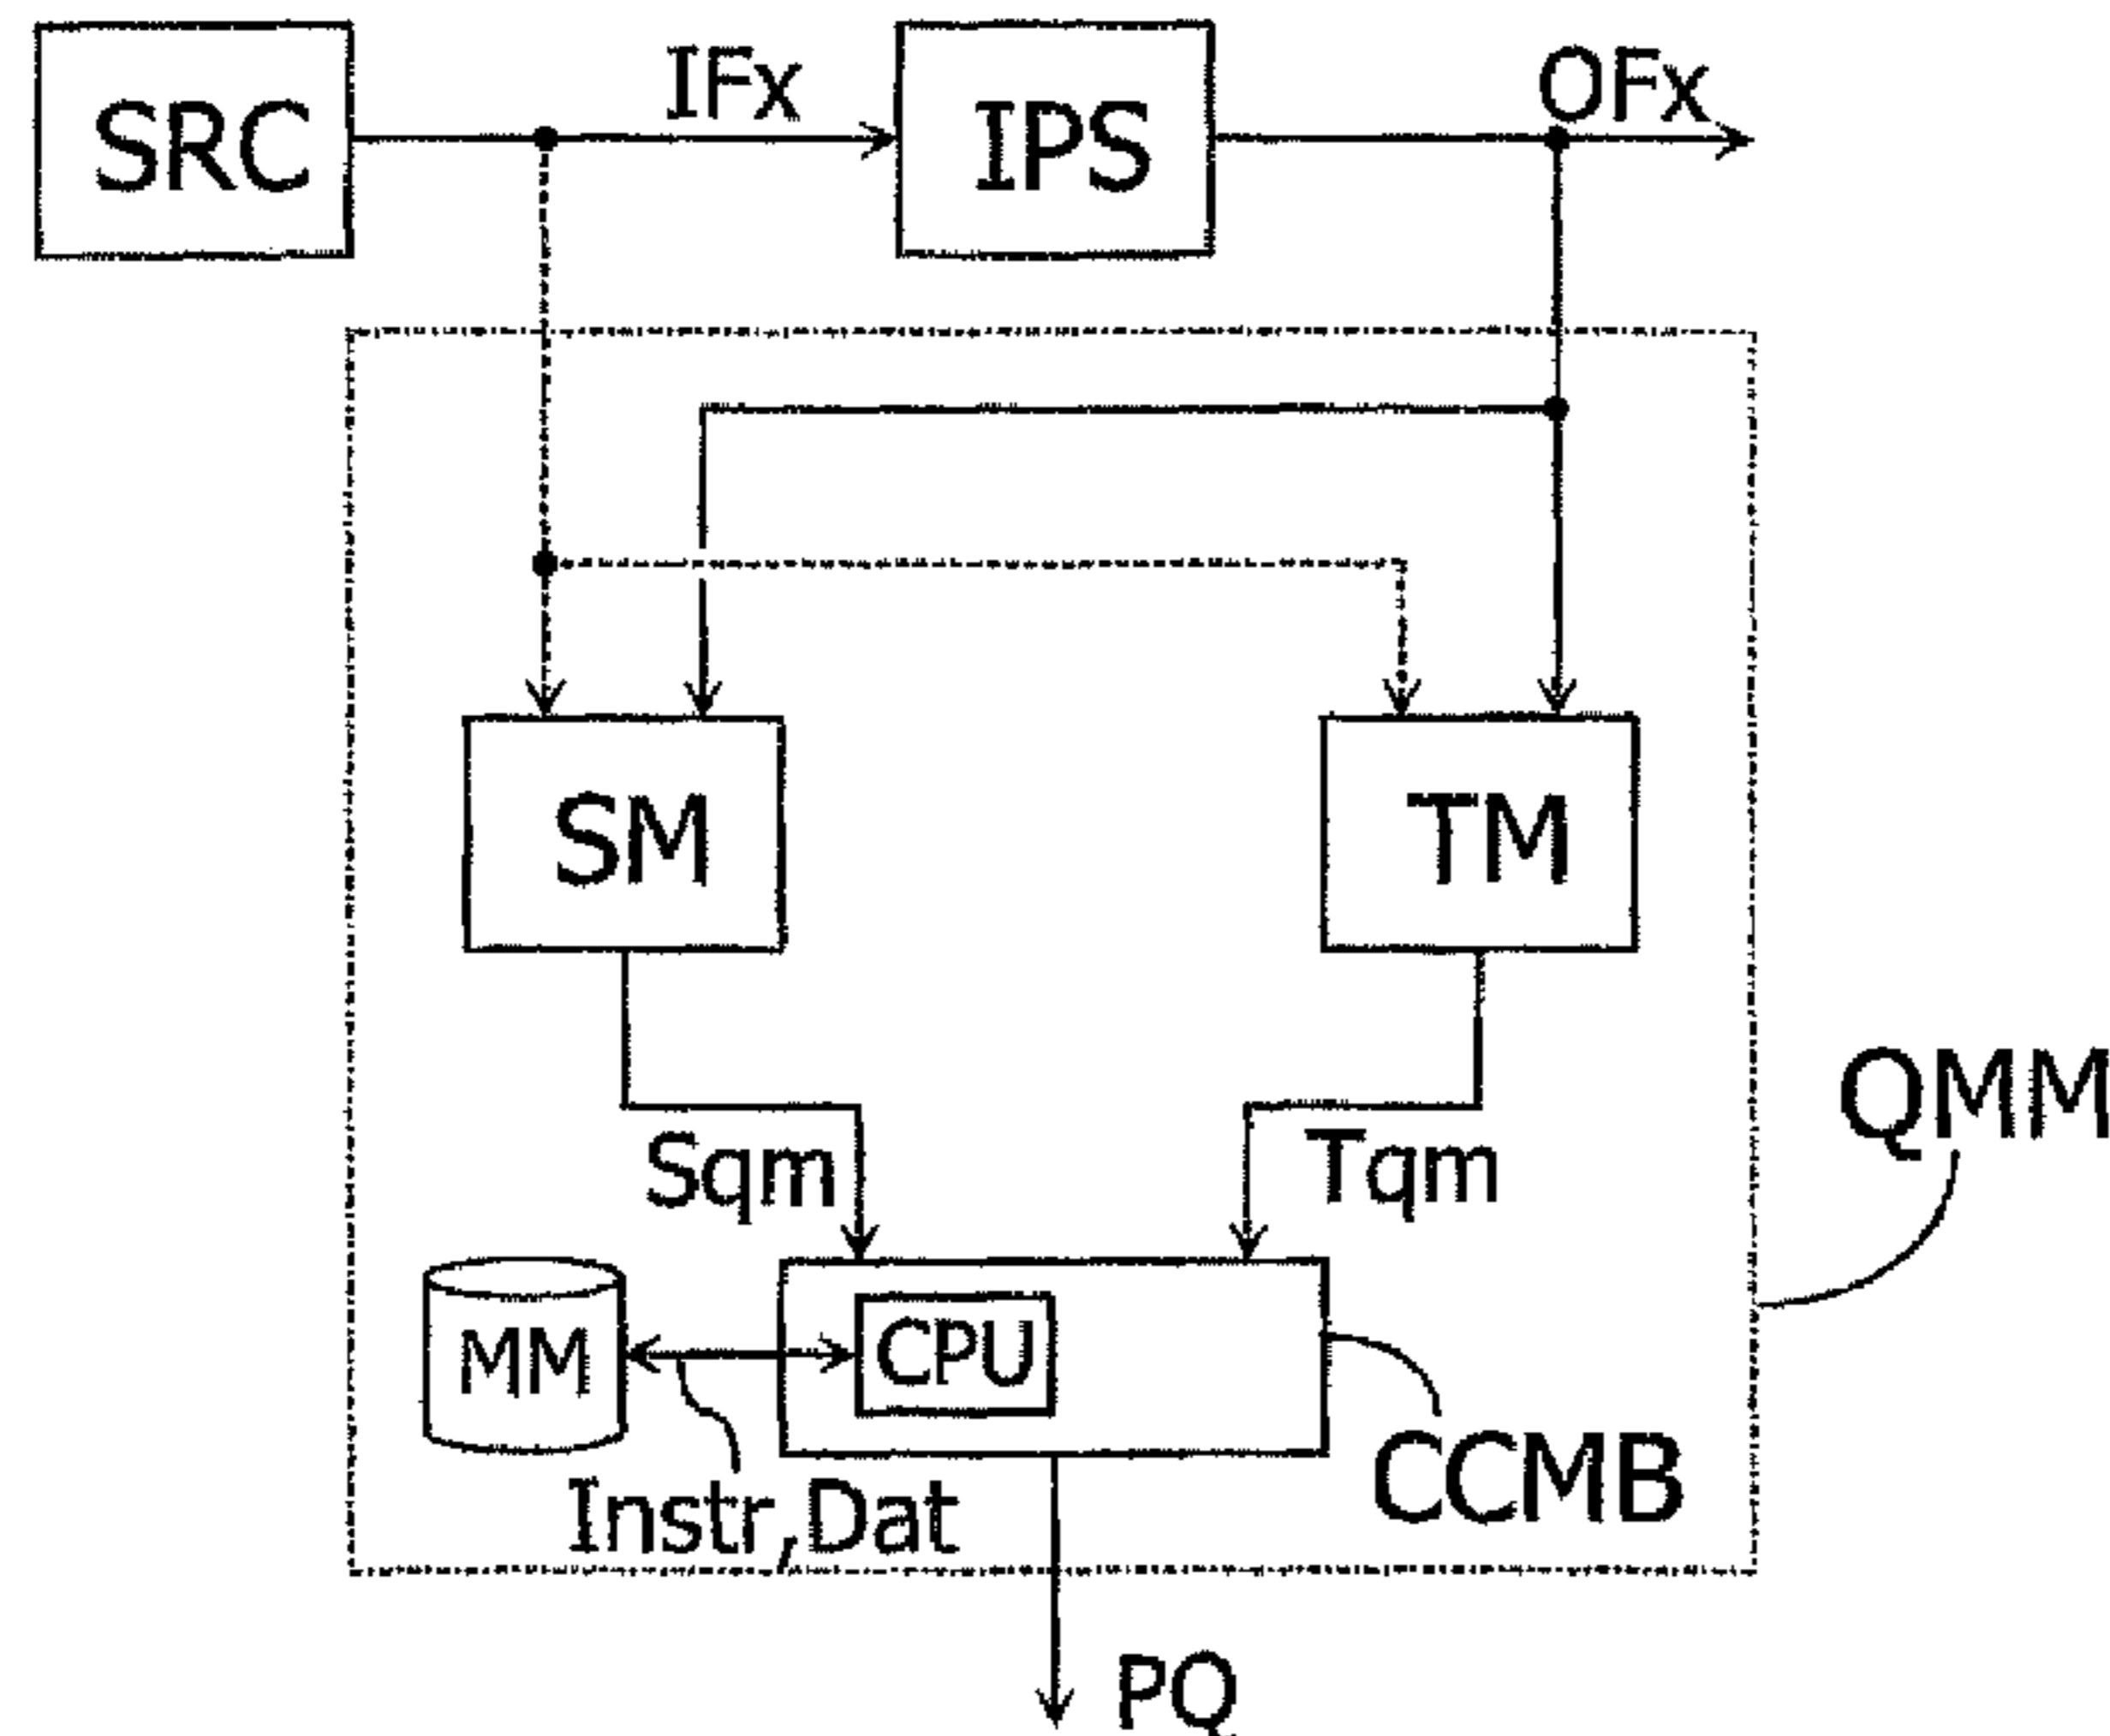 SRC
IFx
IPS
OFx
SM
TM
QMM
Sqm
Tqm
MM
CPU
Instr,Dat
CCMB
PQ